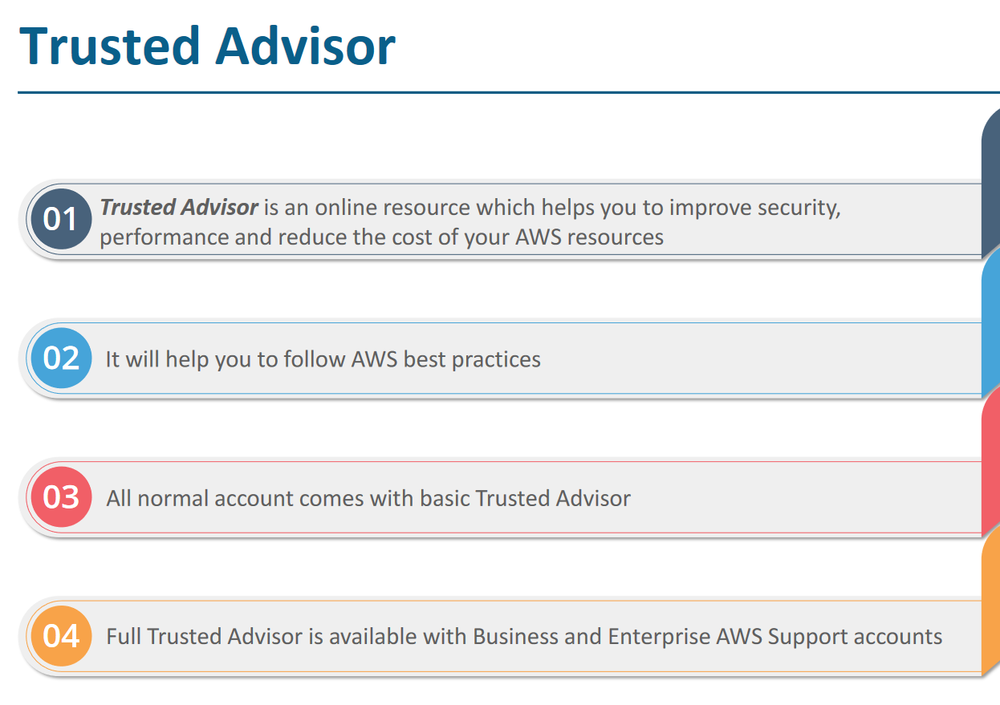 Trusted Advisor
01
Trusted Advisor is an online resource which helps you to improve security,
performance and reduce the cost of your AWS resources
02
It will help you to follow AWS best practices
03
All normal account comes with basic Trusted Advisor
04
Full Trusted Advisor is available with Business and Enterprise AWS Support accounts